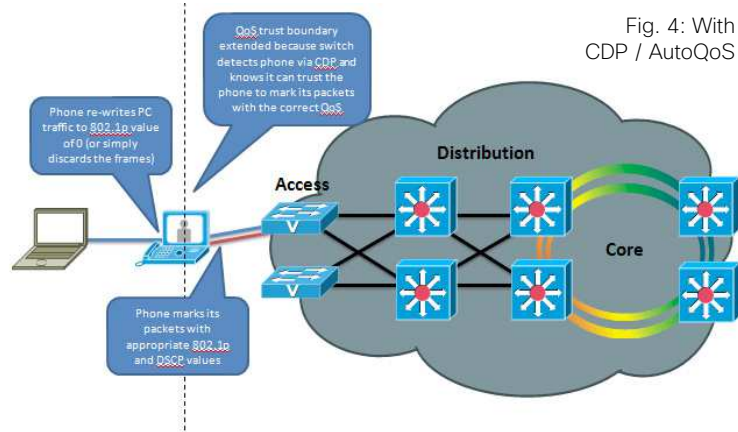 Fig. 4: With
CDP / AutoQoS
QoS trust boundary
extended because switch
detects phone via CDP and
knows it can trust the
phone to mark its packets
with the correct QoS
Phone re-writes PC
traffic to 802.1p value
of 0 (or simply
discards the frames)
Distribution
Access
V
V
Core
Phone marks its
packets with
appropriate 802.1p
and DSCP values